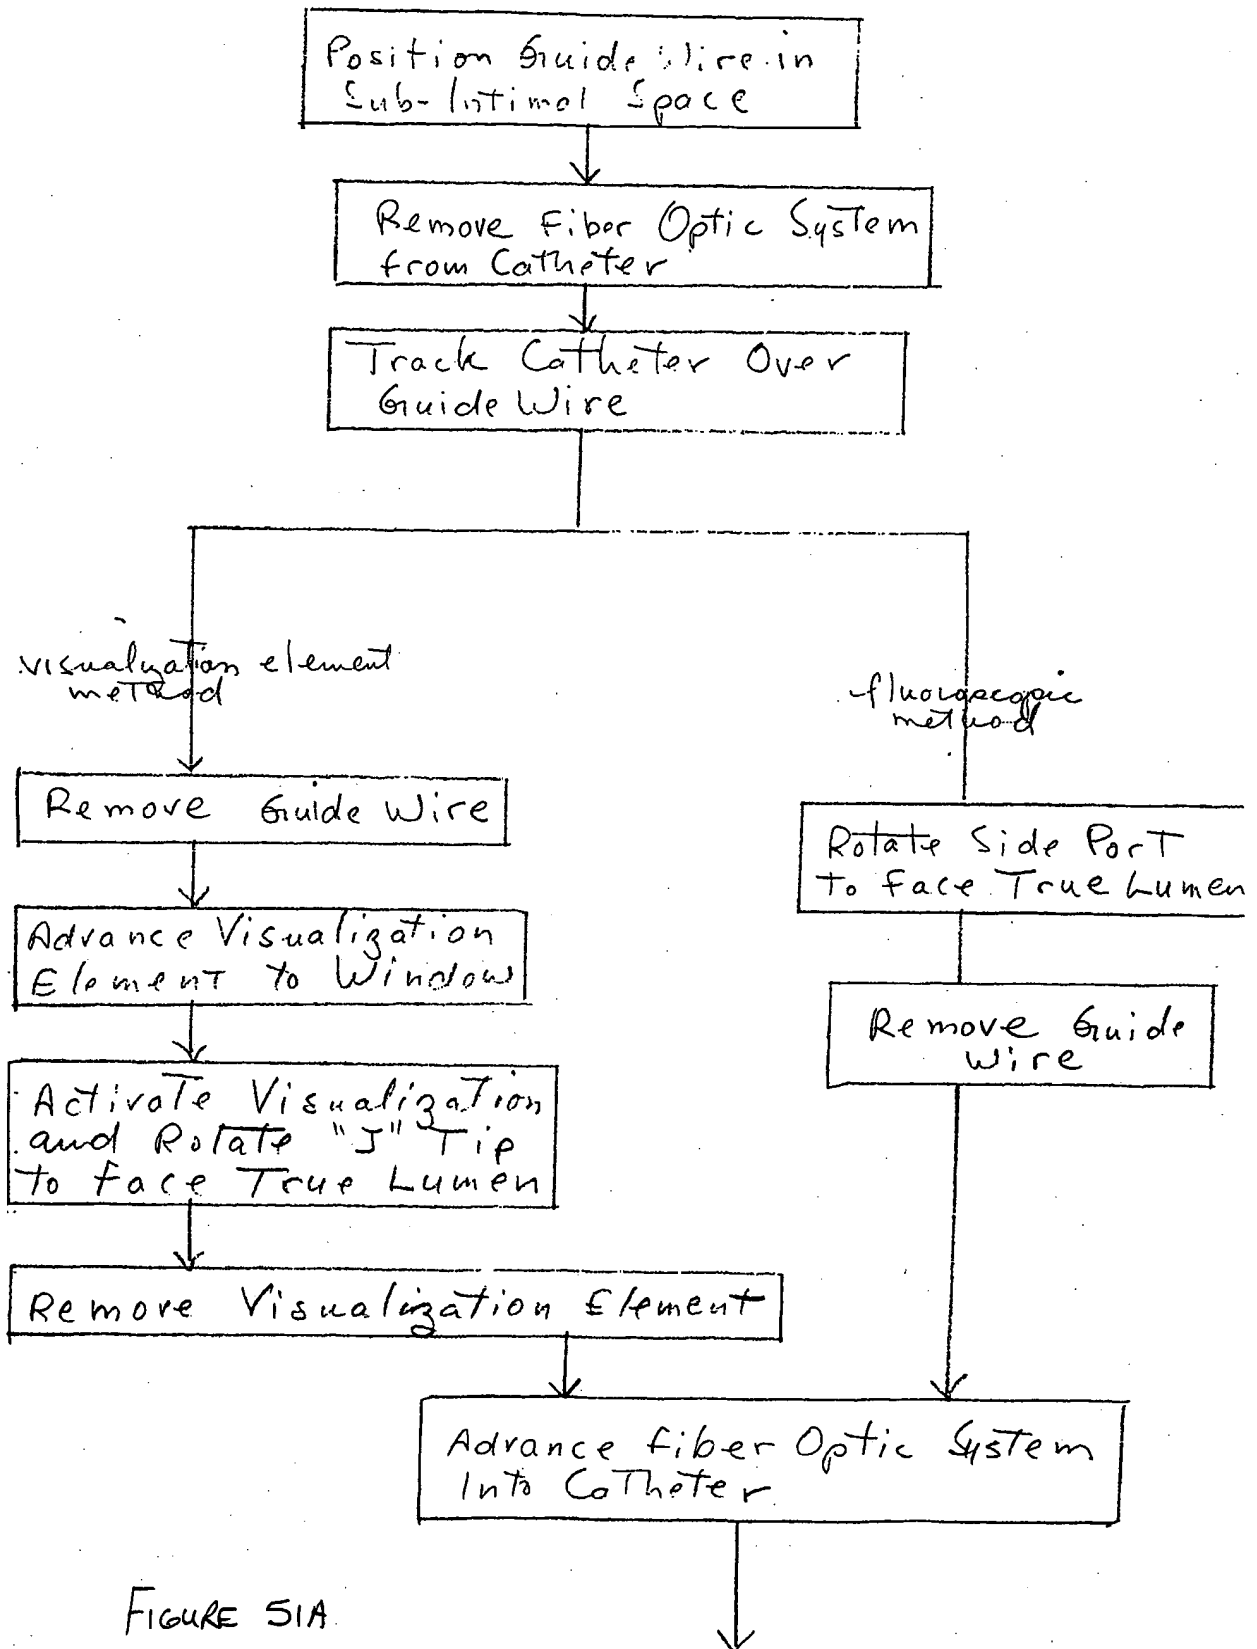 Position Guide Wire in
Sub-Intimal Space
Remove Fiber Optic System
from Catheter
Track Catheter Over
Guide Wire
visualization element
method
fluoroscopic
method
Remove Guide Wire
Rotate Side Port
to Face True Lumen
Advance Visualization
Element to Window
Remove Guide
Wire
Activate Visualization
and Rotate "J" Tip
to Face True Lumen
Remove Visualization Element
Advance Fiber Optic System
Into Catheter
FIGURE 51A